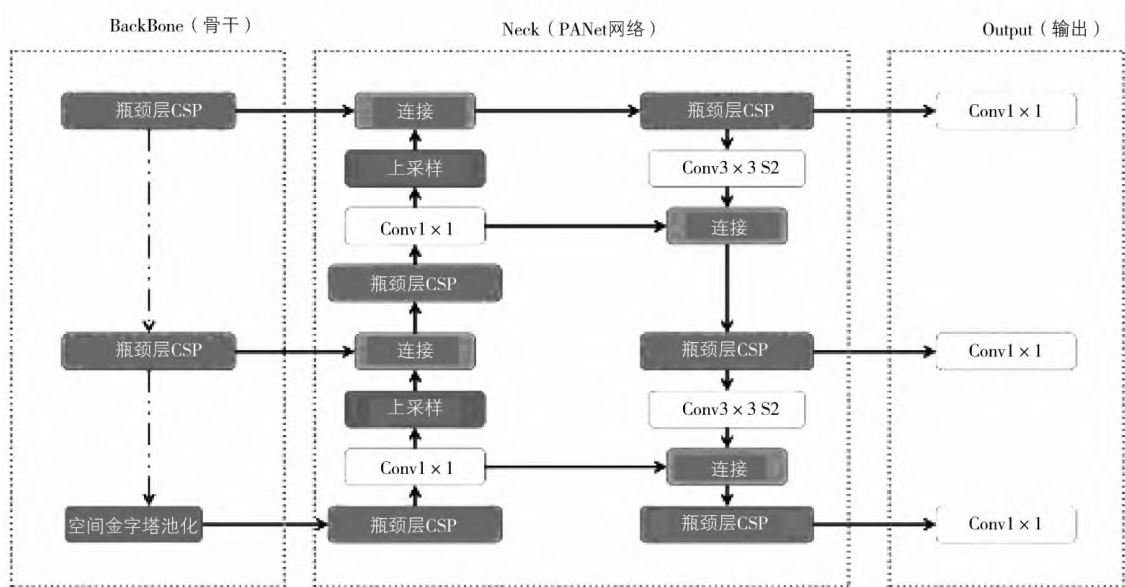 BackBone（骨干）
Neck（PANet网络）
Output（输出）
瓶颈层CSP
连接
瓶颈层CSP
Conv1×1
上采样
Conv3×3 S2
Conv1×1
连接
瓶颈层CSP
瓶颈层CSP
连接
瓶颈层CSP
Conv1×1
上采样
Conv3×3 S2
Conv1×1
连接
空间金字塔池化
瓶颈层CSP
瓶颈层CSP
Conv1×1